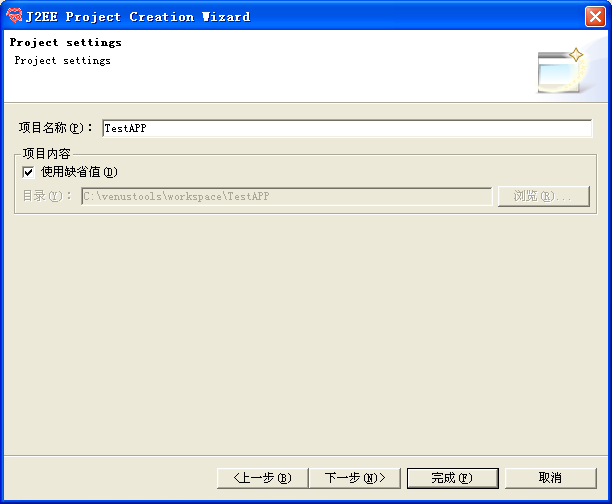 J2EE Project Creation Wizard
Project settings
Project settings
项目名称(P)： TestAPP
项目内容
使用缺省值(D)
目录(Y)： C:\venustools\workspace\TestAPP 浏览(R)...
<上一步(B) 下一步(N)> 完成(F) 取消